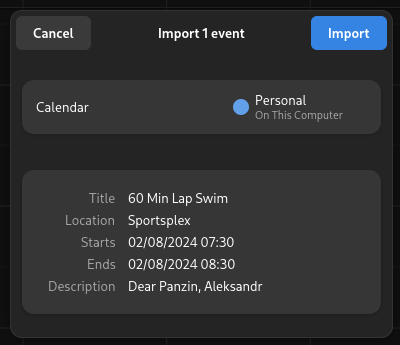 Cancel
Import 1 event
Import
Calendar
Personal
On This Computer
Title 60 Min Lap Swim
Location Sportsplex
Starts 02/08/2024 07:30
Ends 02/08/2024 08:30
Description Dear Panzin, Aleksandr